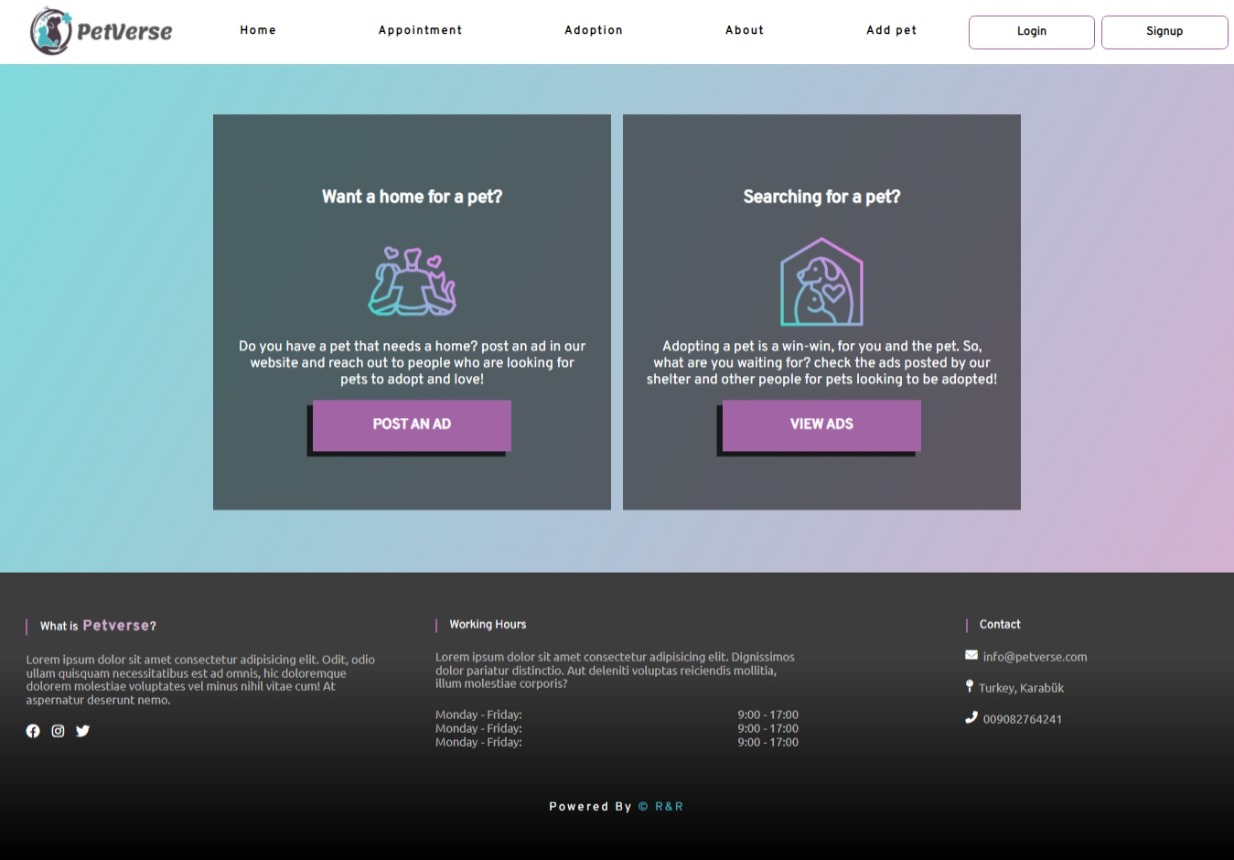 PetVerse
Home
Appointment
Adoption
About
Add pet
Login
Signup
Want a home for a pet?
Do you have a pet that needs a home? post an ad in our
website and reach out to people who are looking for
pets to adopt and love!
POST AN AD
Searching for a pet?
Adopting a pet is a win-win, for you and the pet. So,
what are you waiting for? check the ads posted by our
shelter and other people for pets looking to be adopted!
VIEW ADS
What is Petverse?
Lorem ipsum dolor sit amet consectetur adipisicing elit. Odit, odio
ullam quisquam necessitatibus est ad omnis, hic doloremque
dolorem molestiae voluptates vel minus nihil vitae cum! At
aspernatur deserunt nemo.
Working Hours
Lorem ipsum dolor sit amet consectetur adipisicing elit. Dignissimos
dolor pariatur distinctio. Aut deleniti voluptas reiciendis mollitia,
illum molestiae corporis?
Monday - Friday: 9:00 - 17:00
Monday - Friday: 9:00 - 17:00
Monday - Friday: 9:00 - 17:00
Contact
info@petverse.com
Turkey, Karabük
009082764241
Powered By © R&R